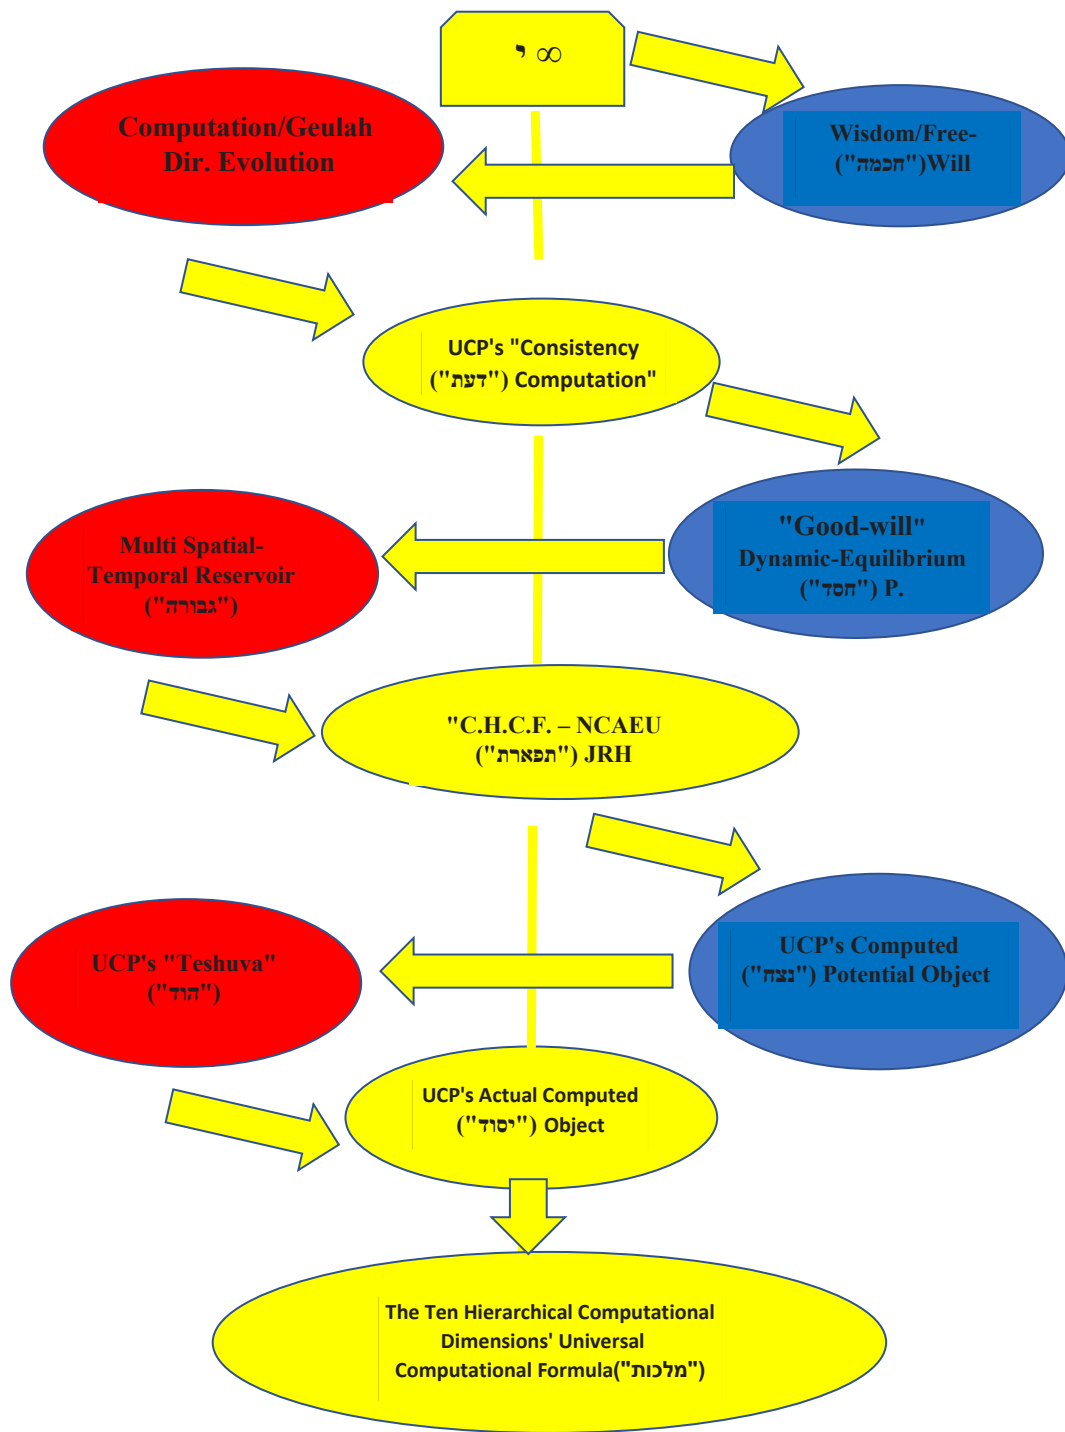 ∞ י
Computation/Geulah
Dir. Evolution
Wisdom/Free-
("חכמה")Will
UCP's "Consistency
("דעת") Computation"
"Good-will"
Dynamic-Equilibrium
("חסד") P.
Multi Spatial-
Temporal Reservoir
("גבורה")
"C.H.C.F. – NCAEU
("תפארת") JRH
UCP's Computed
("נצח") Potential Object
UCP's "Teshuva"
("הוד")
UCP's Actual Computed
("יסוד") Object
The Ten Hierarchical Computational
Dimensions' Universal
Computational Formula("מלכות")